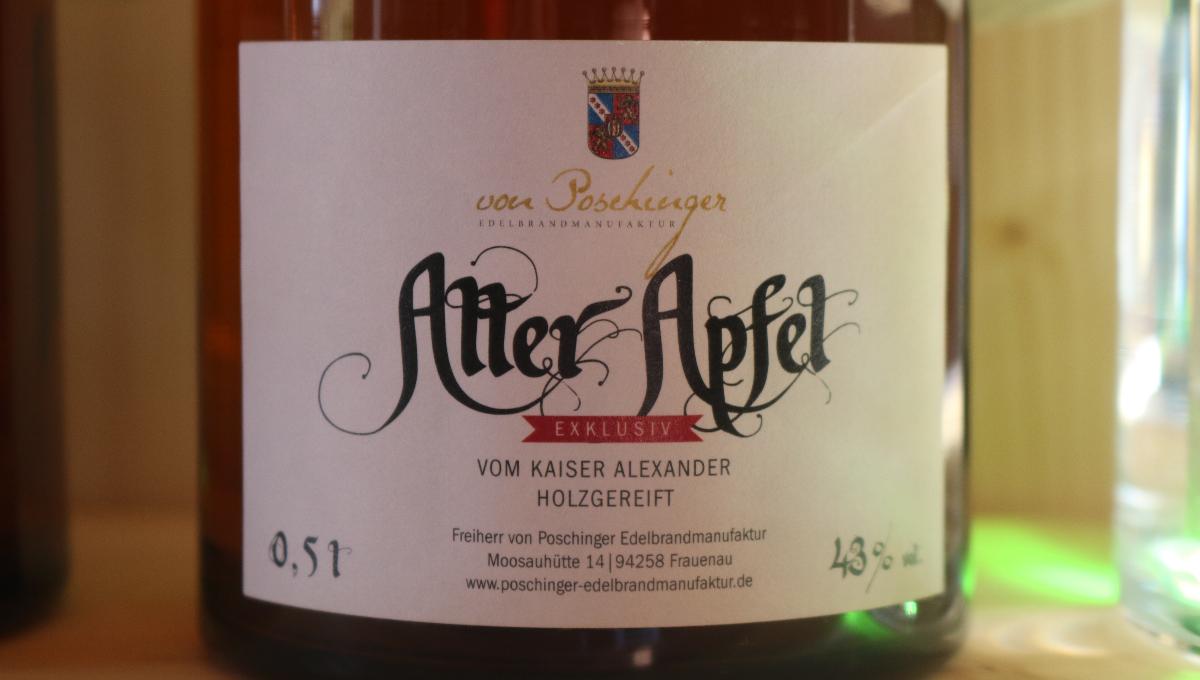 von Poschinger
EDELBRANDMANUFAKTUR
Alter Apfel
EXKLUSIV
VOM KAISER ALEXANDER
HOLZGEREIFT
Freiherr von Poschinger Edelbrandmanufaktur
Moosauhütte 14|94258 Frauenau
www.poschinger-edelbrandmanufaktur.de
0,5 l
43% vol.